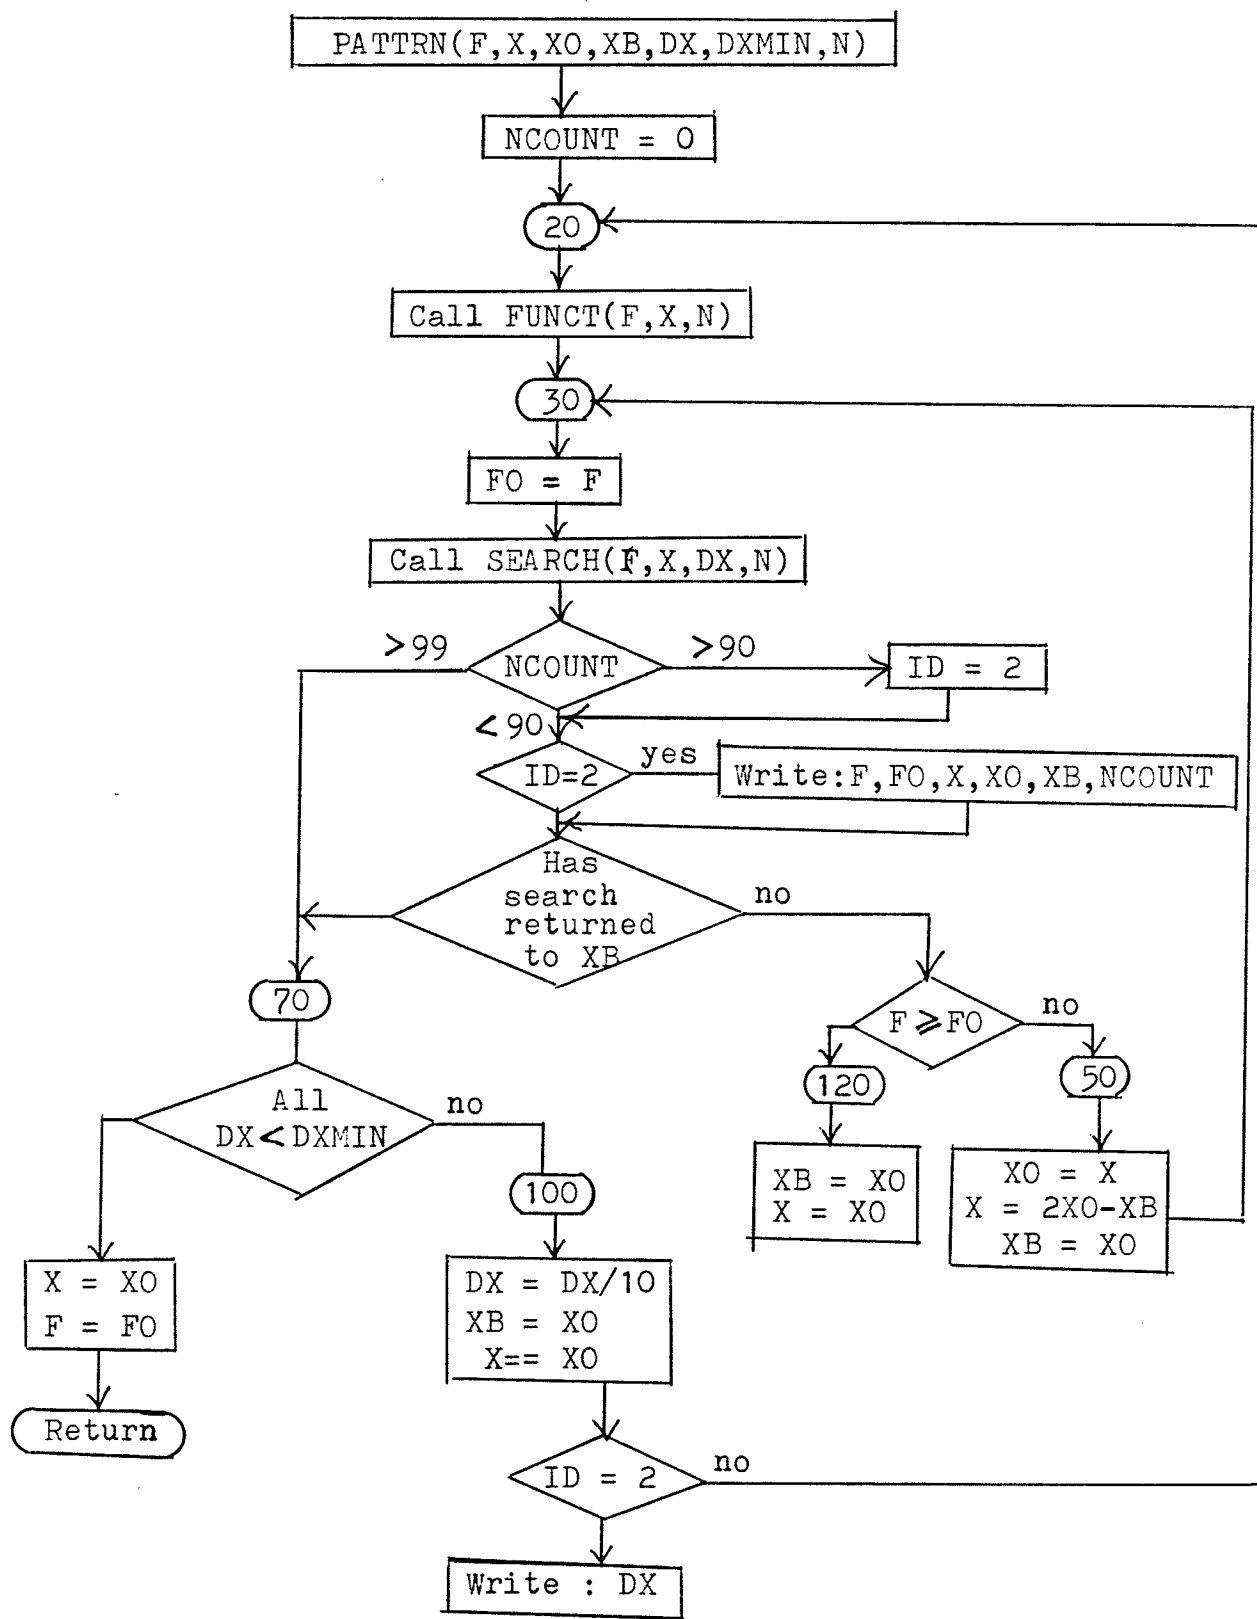 PATTRN(F,X,XO,XB,DX,DXMIN,N)
NCOUNT = 0
20
Call FUNCT(F,X,N)
30
FO = F
Call SEARCH(F,X,DX,N)
>99
NCOUNT
>90
ID = 2
<90
ID=2
yes
Write:F,FO,X,XO,XB,NCOUNT
Has
search
returned
to XB
no
70
F ⩾ FO
no
120
50
All
DX < DXMIN
no
100
XB = XO
X = XO
XO = X
X = 2XO-XB
XB = XO
X = XO
F = FO
Return
DX = DX/10
XB = XO
X== XO
ID = 2
no
Write : DX